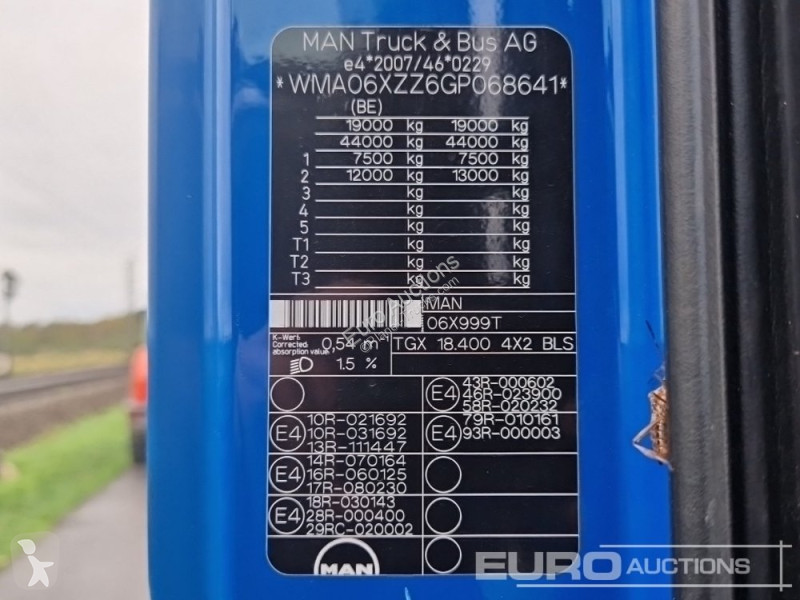 MAN Truck & Bus AG
e4*2007/46*0229
*WMA06XZZ6GP068641*
(BE)
19000 kg 19000 kg
44000 kg 44000 kg
1 7500 kg 7500 kg
2 12000 kg 13000 kg
3 kg kg
4 kg kg
5 kg kg
T1 kg kg
T2 kg kg
T3 kg kg
MAN
06X999T
K-Wert:
Corrected
absorption value: 0,54 m
TGX 18.400 4X2 BLS
1.5 %
E4 43R-000602
46R-023900
58R-020232
E4 10R-021692
10R-031692
13R-111447
E4 79R-010161
93R-000003
E4 14R-070164
16R-060125
17R-080230
E4 18R-030143
28R-000400
29RC-020002
MAN
Euro Auctions
EURO AUCTIONS